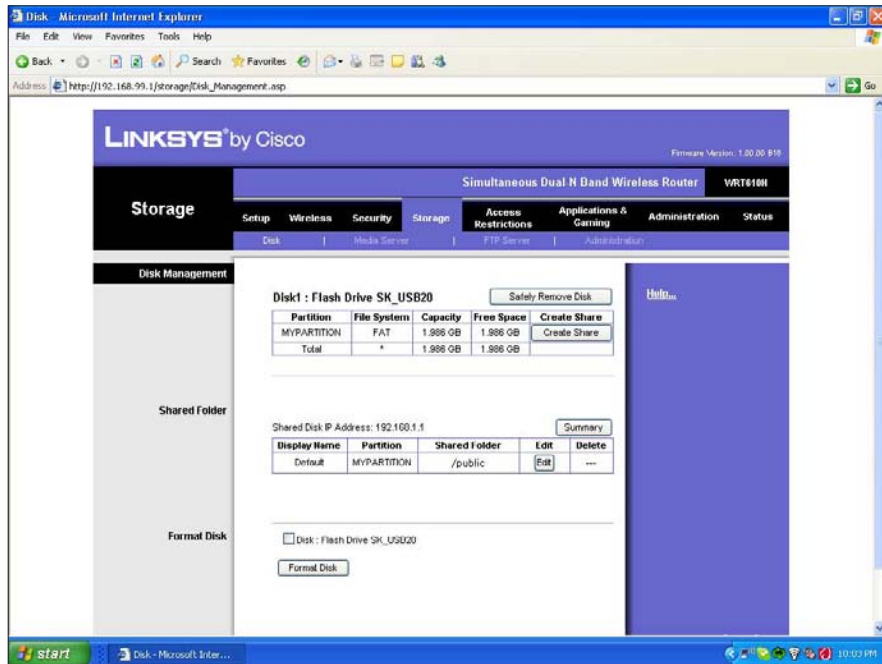 Disk - Microsoft Internet Explorer
File Edit View Favorites Tools Help
Back Search Favorites
Address http://192.168.99.1/storage/Disk_Management.asp Go
LINKSYS® by Cisco
Firmware Version: 1.00.00 B18
Simultaneous Dual N Band Wireless Router WRT610N
Storage
Setup Wireless Security Storage Access Restrictions Applications & Gaming Administration Status
Disk | Media Server | FTP Server | Administration
Disk Management
Help...
Disk1 : Flash Drive SK_USB20 Safely Remove Disk
Partition File System Capacity Free Space Create Share
MYPARTITION FAT 1.986 GB 1.986 GB Create Share
Total * 1.986 GB 1.986 GB
Shared Folder
Shared Disk IP Address: 192.168.1.1 Summary
Display Name Partition Shared Folder Edit Delete
Default MYPARTITION /public Edit ---
Format Disk
Disk : Flash Drive SK_USB20
Format Disk
start Disk - Microsoft Inter... 10:03 PM